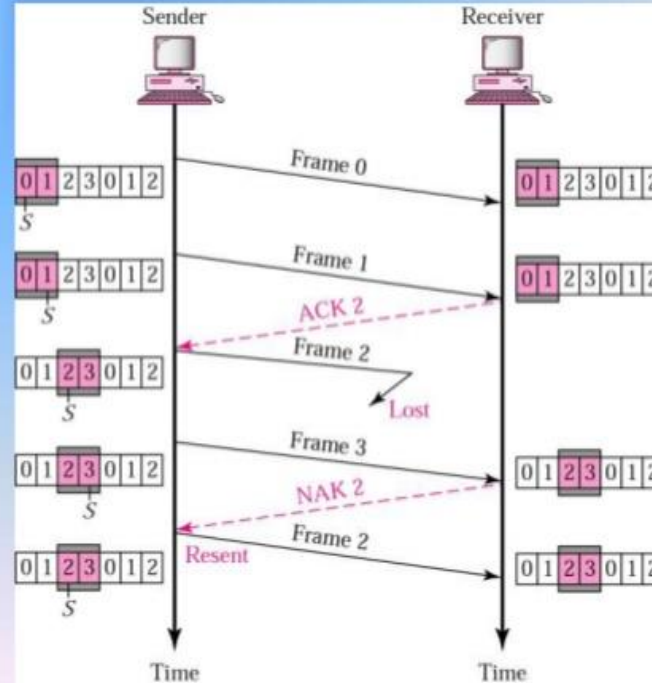 Sender Receiver
Frame 0
0 1 2 3 0 1 2
0 1 2 3 0 1 2
S
Frame 1
0 1 2 3 0 1 2
0 1 2 3 0 1 2
S
ACK 2
Frame 2
0 1 2 3 0 1 2
S
Lost
Frame 3
0 1 2 3 0 1 2
0 1 2 3 0 1 2
S
NAK 2
Frame 2
Resent
0 1 2 3 0 1 2
0 1 2 3 0 1 2
S
Time Time